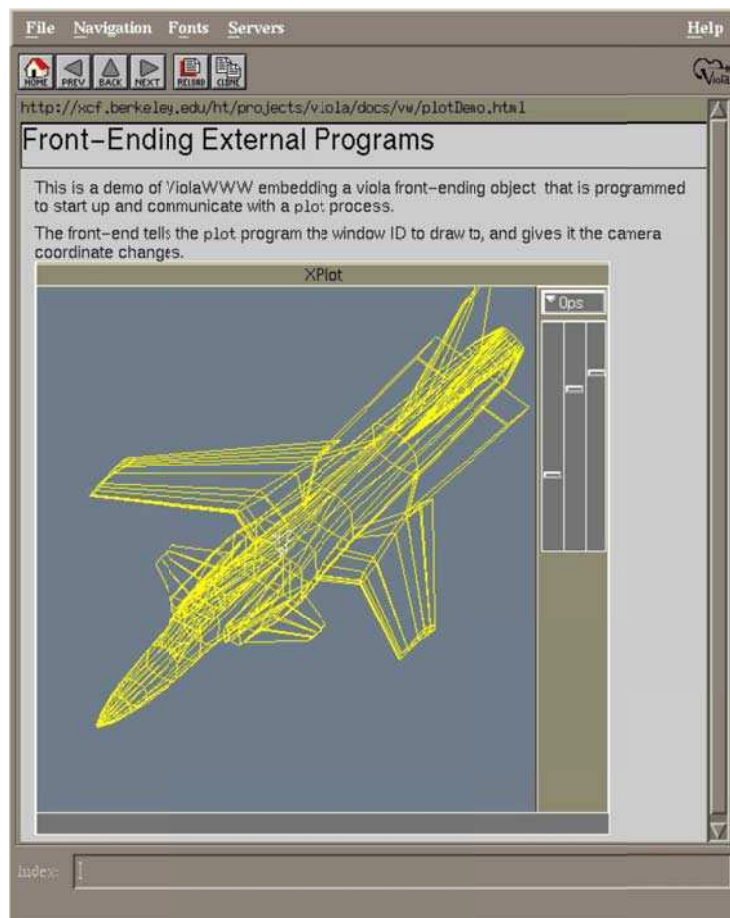 File Navigation Fonts Servers Help
HOME PREV BACK NEXT RELOAD CLONE Viola
http://xcf.berkeley.edu/ht/projects/viola/docs/vw/plotDemo.html
Front-Ending External Programs
This is a demo of ViolaWWW embedding a viola front-ending object that is programmed
to start up and communicate with a plot process.
The front-end tells the plot program the window ID to draw to, and gives it the camera
coordinate changes.
XPlot
Ops
Index: